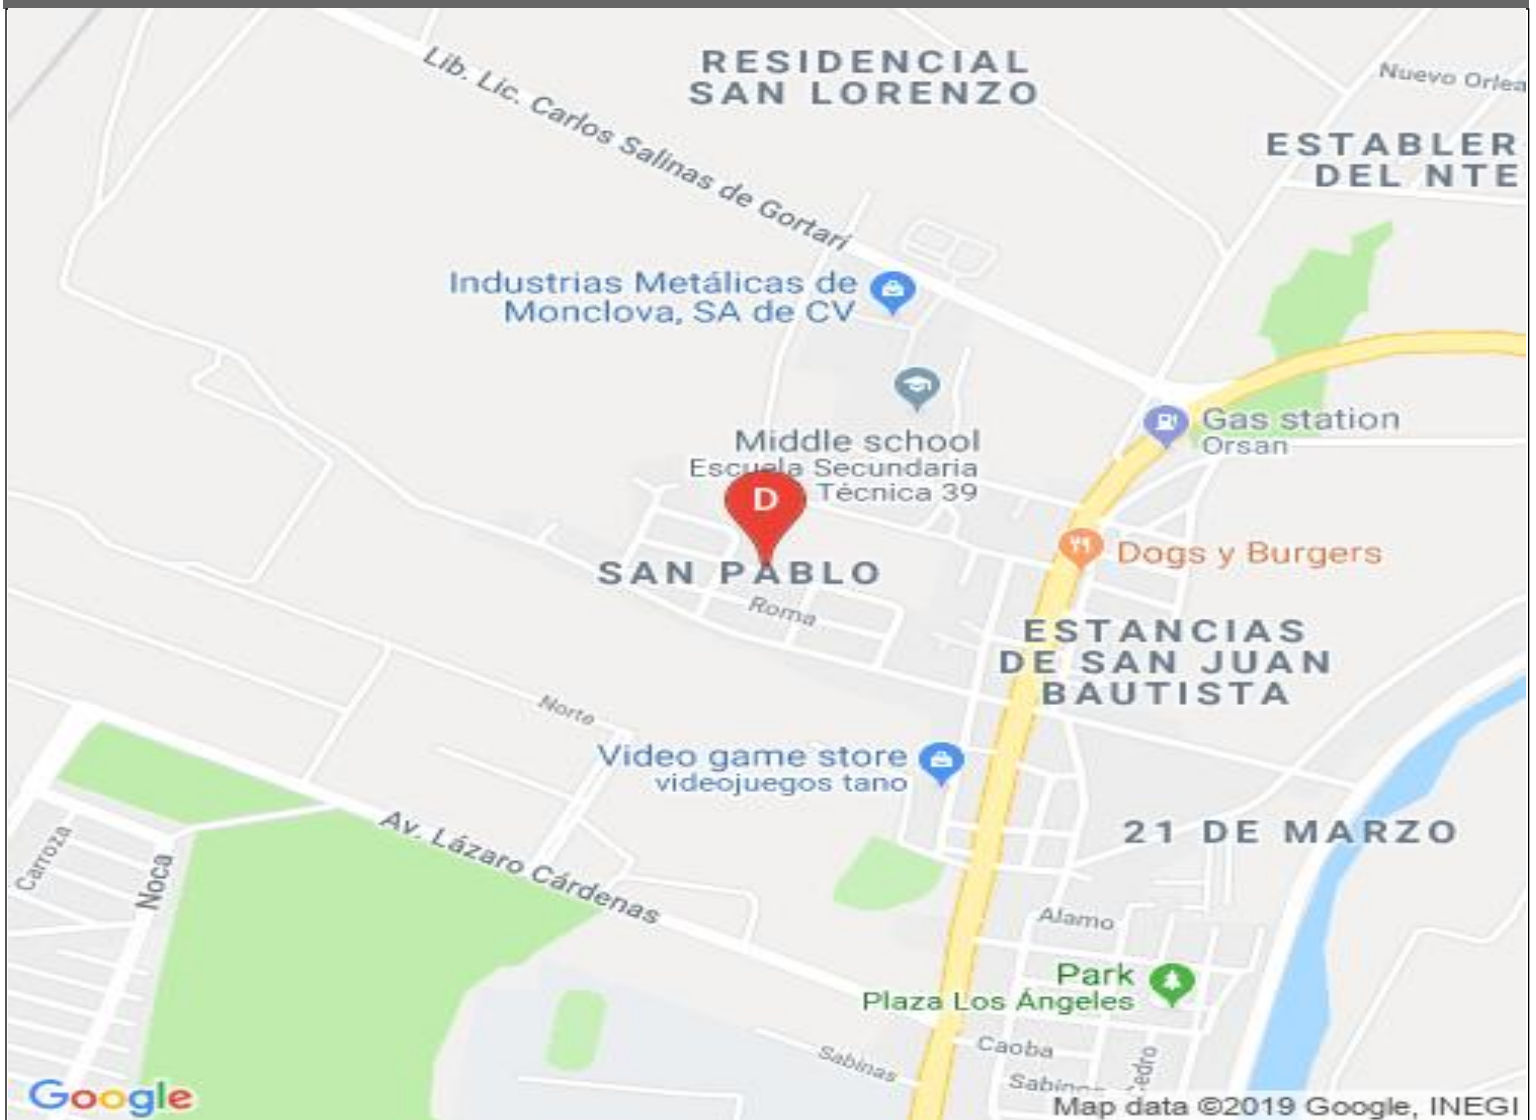 RESIDENCIAL
SAN LORENZO
Lib. Lic. Carlos Salinas de Gortari
Nuevo Orlea
ESTABLER
DEL NTE
Industrias Metálicas de
Monclova, SA de CV
Gas station
Orsan
Middle school
Escuela Secundaria
Técnica 39
D
Dogs y Burgers
SAN PABLO
Roma
ESTANCIAS
DE SAN JUAN
BAUTISTA
Norte
Video game store
videojuegos tano
Av. Lázaro Cárdenas
21 DE MARZO
Carroza
Noca
Alamo
Park
Plaza Los Ángeles
Caoba
Sabinas
Cedro
Google
Map data ©2019 Google, INEGI